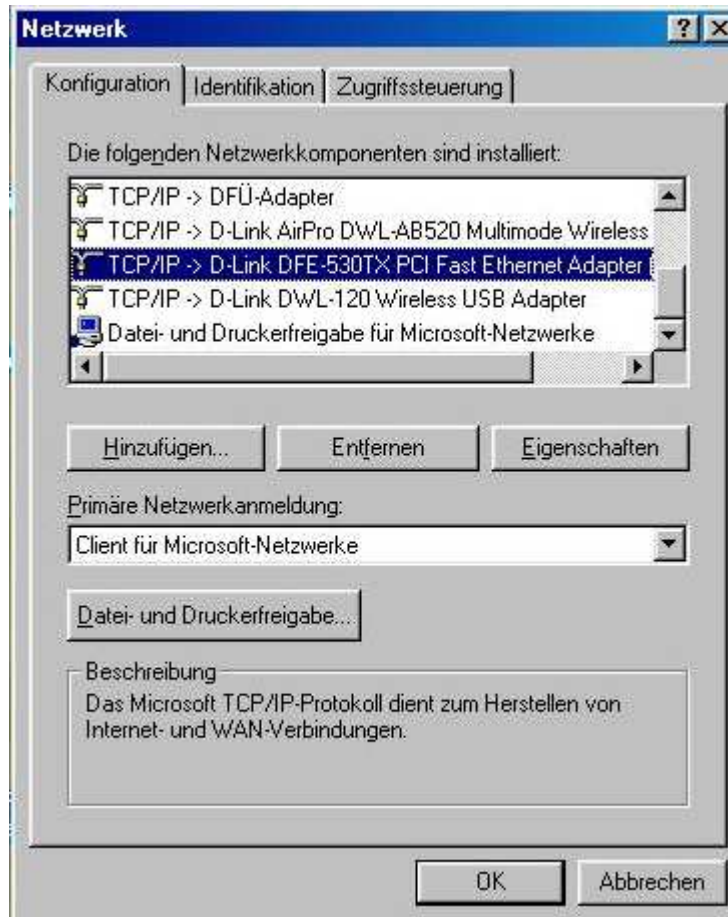 Netzwerk
Konfiguration Identifikation Zugriffssteuerung
Die folgenden Netzwerkkomponenten sind installiert:
TCP/IP -> DFÜ-Adapter
TCP/IP -> D-Link AirPro DWL-AB520 Multimode Wireless
TCP/IP -> D-Link DFE-530TX PCI Fast Ethernet Adapter (
TCP/IP -> D-Link DWL-120 Wireless USB Adapter
Datei- und Druckerfreigabe für Microsoft-Netzwerke
Hinzufügen... Entfernen Eigenschaften
Primäre Netzwerkanmeldung:
Client für Microsoft-Netzwerke
Datei- und Druckerfreigabe...
Beschreibung
Das Microsoft TCP/IP-Protokoll dient zum Herstellen von
Internet- und WAN-Verbindungen.
OK Abbrechen